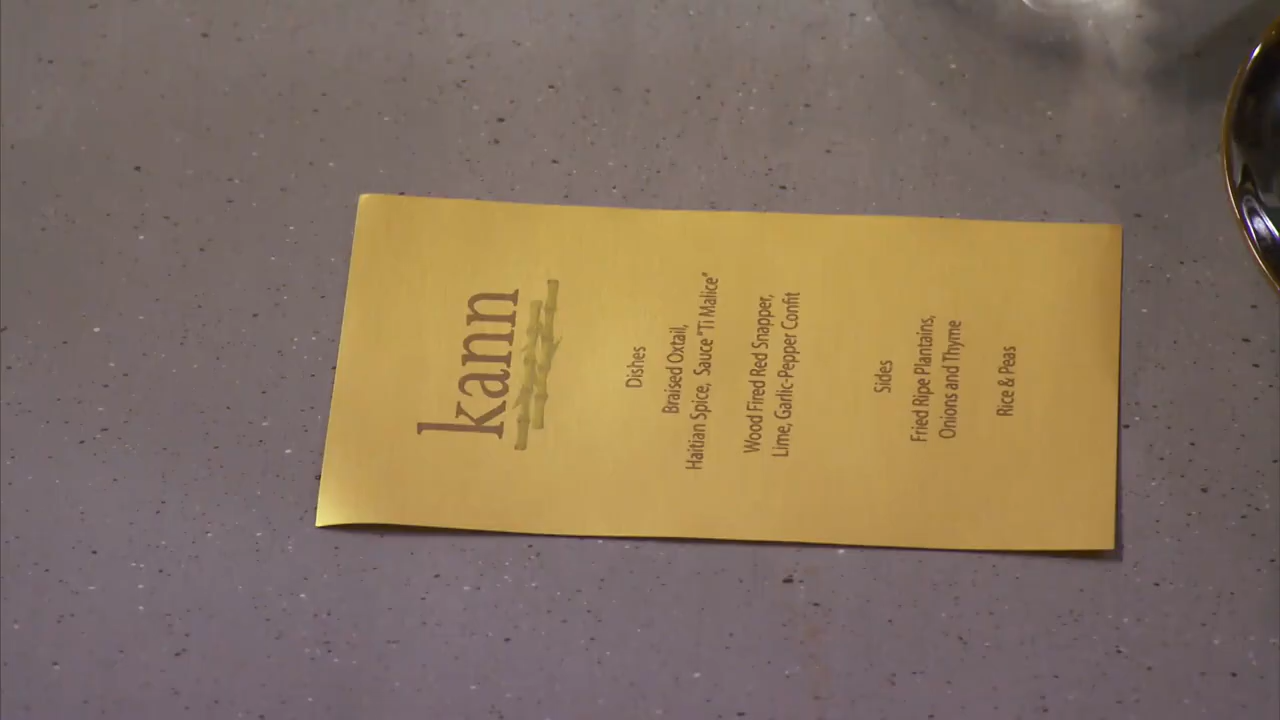 kann
Dishes
Braised Oxtail,
Haitian Spice, Sauce "Ti Malice"
Wood Fired Red Snapper,
Lime, Garlic-Pepper Confit
Sides
Fried Ripe Plantains,
Onions and Thyme
Rice & Peas